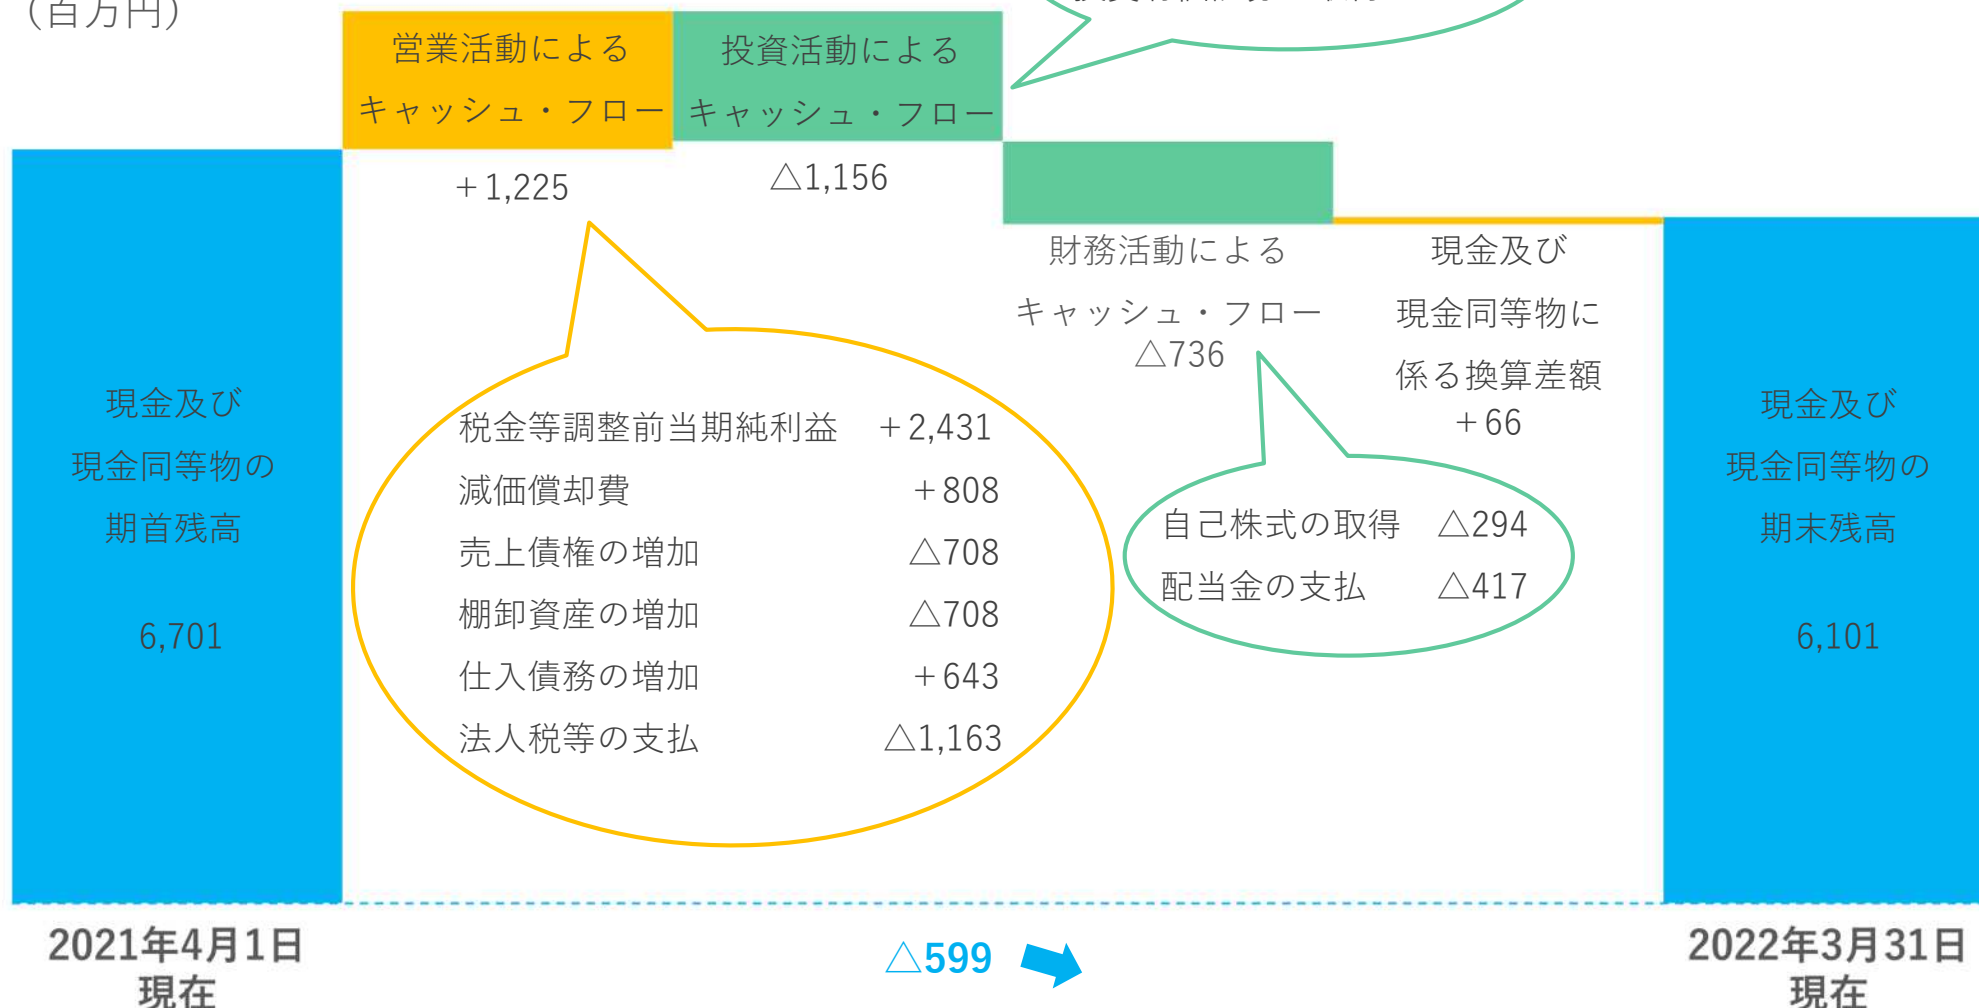 （百万円）
営業活動による
キャッシュ・フロー
＋1,225
投資活動による
キャッシュ・フロー
△1,156
財務活動による
キャッシュ・フロー
△736
現金及び
現金同等物に
係る換算差額
＋66
現金及び
現金同等物の
期首残高
6,701
税金等調整前当期純利益 ＋2,431
減価償却費 ＋808
売上債権の増加 △708
棚卸資産の増加 △708
仕入債務の増加 ＋643
法人税等の支払 △1,163
自己株式の取得 △294
配当金の支払 △417
現金及び
現金同等物の
期末残高
6,101
2021年4月1日
現在
△599
2022年3月31日
現在